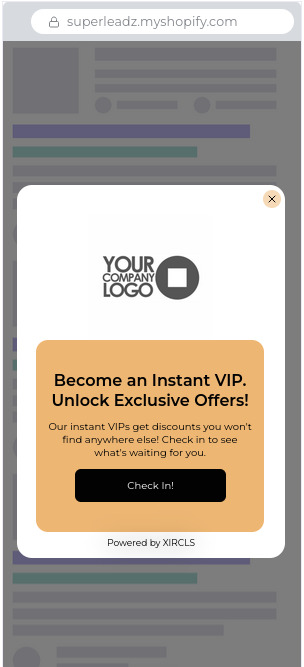 superleadz.myshopify.com
YOUR
COMPANY
LOGO
Become an Instant VIP.
Unlock Exclusive Offers!
Our instant VIPs get discounts you won't
find anywhere else! Check in to see
what's waiting for you.
Check In!
Powered by XIRCLS